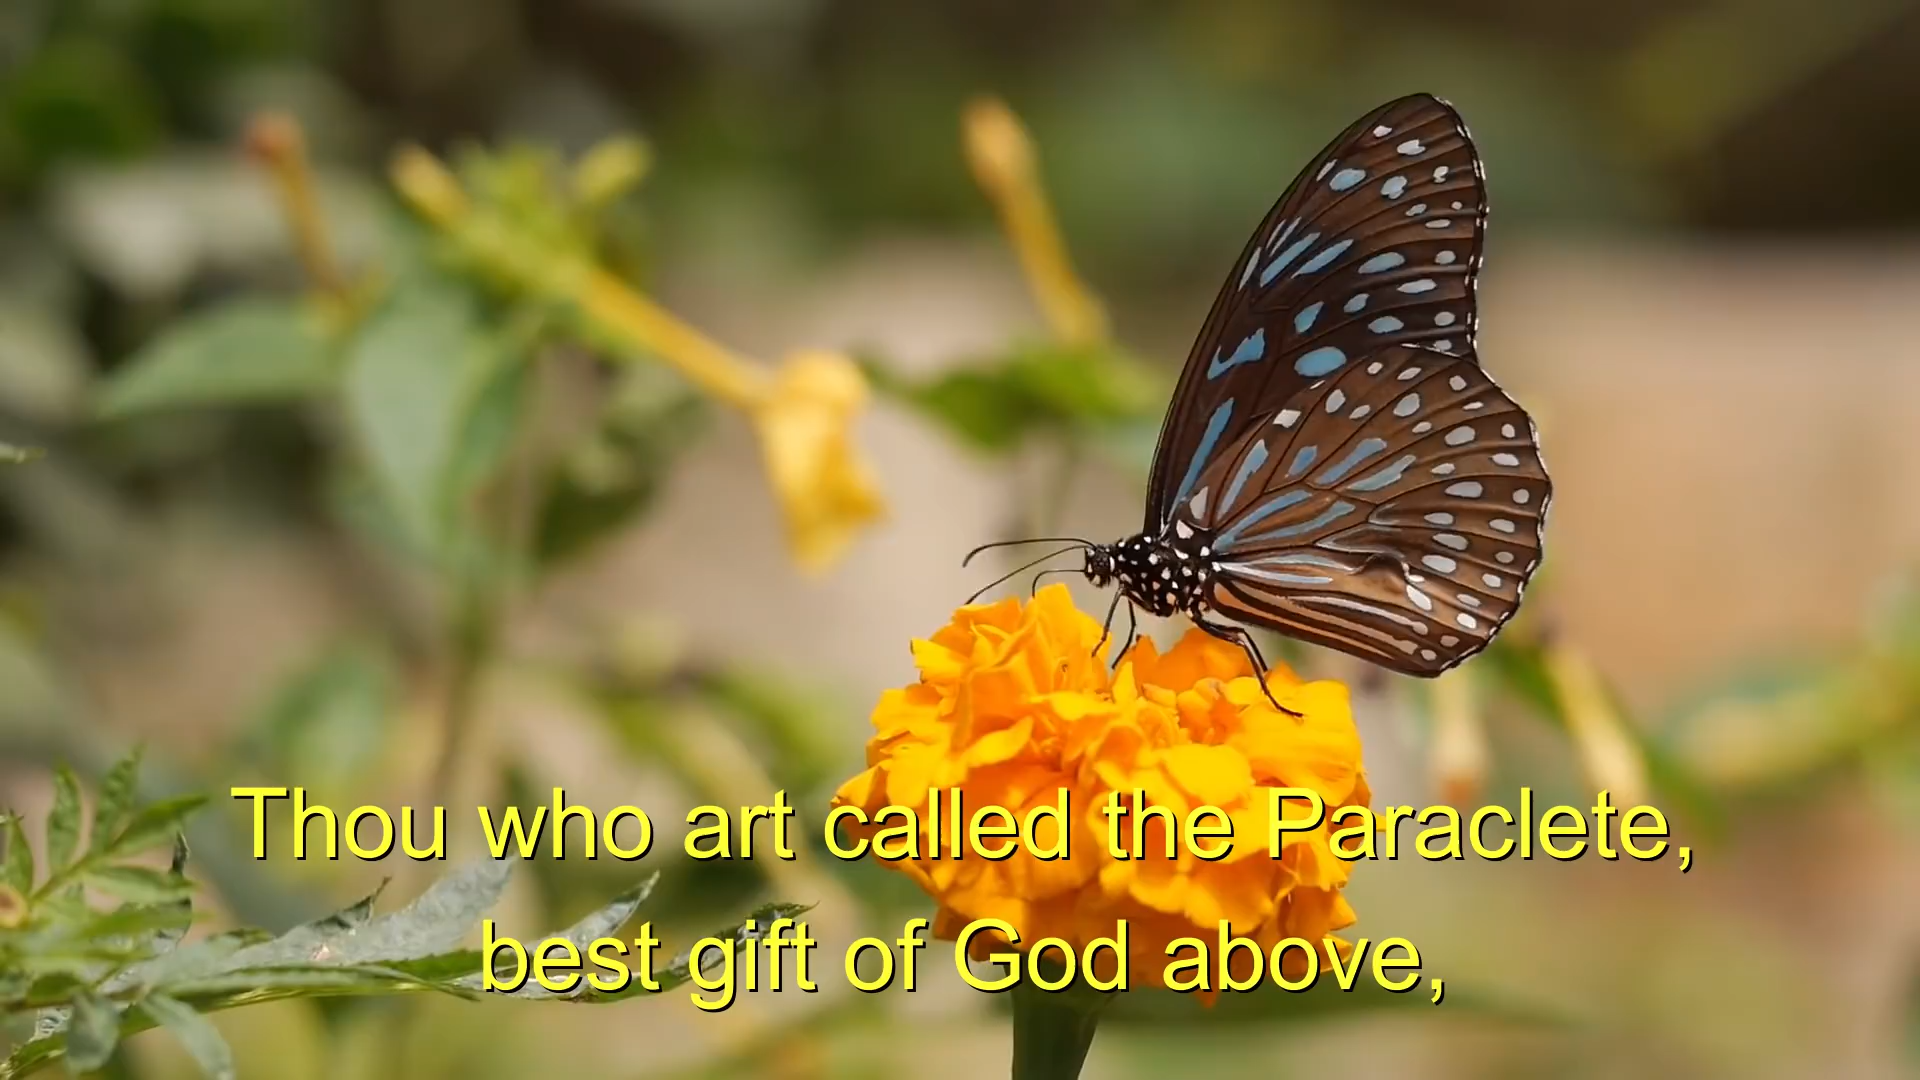 Thou who art called the Paraclete,
best gift of God above,